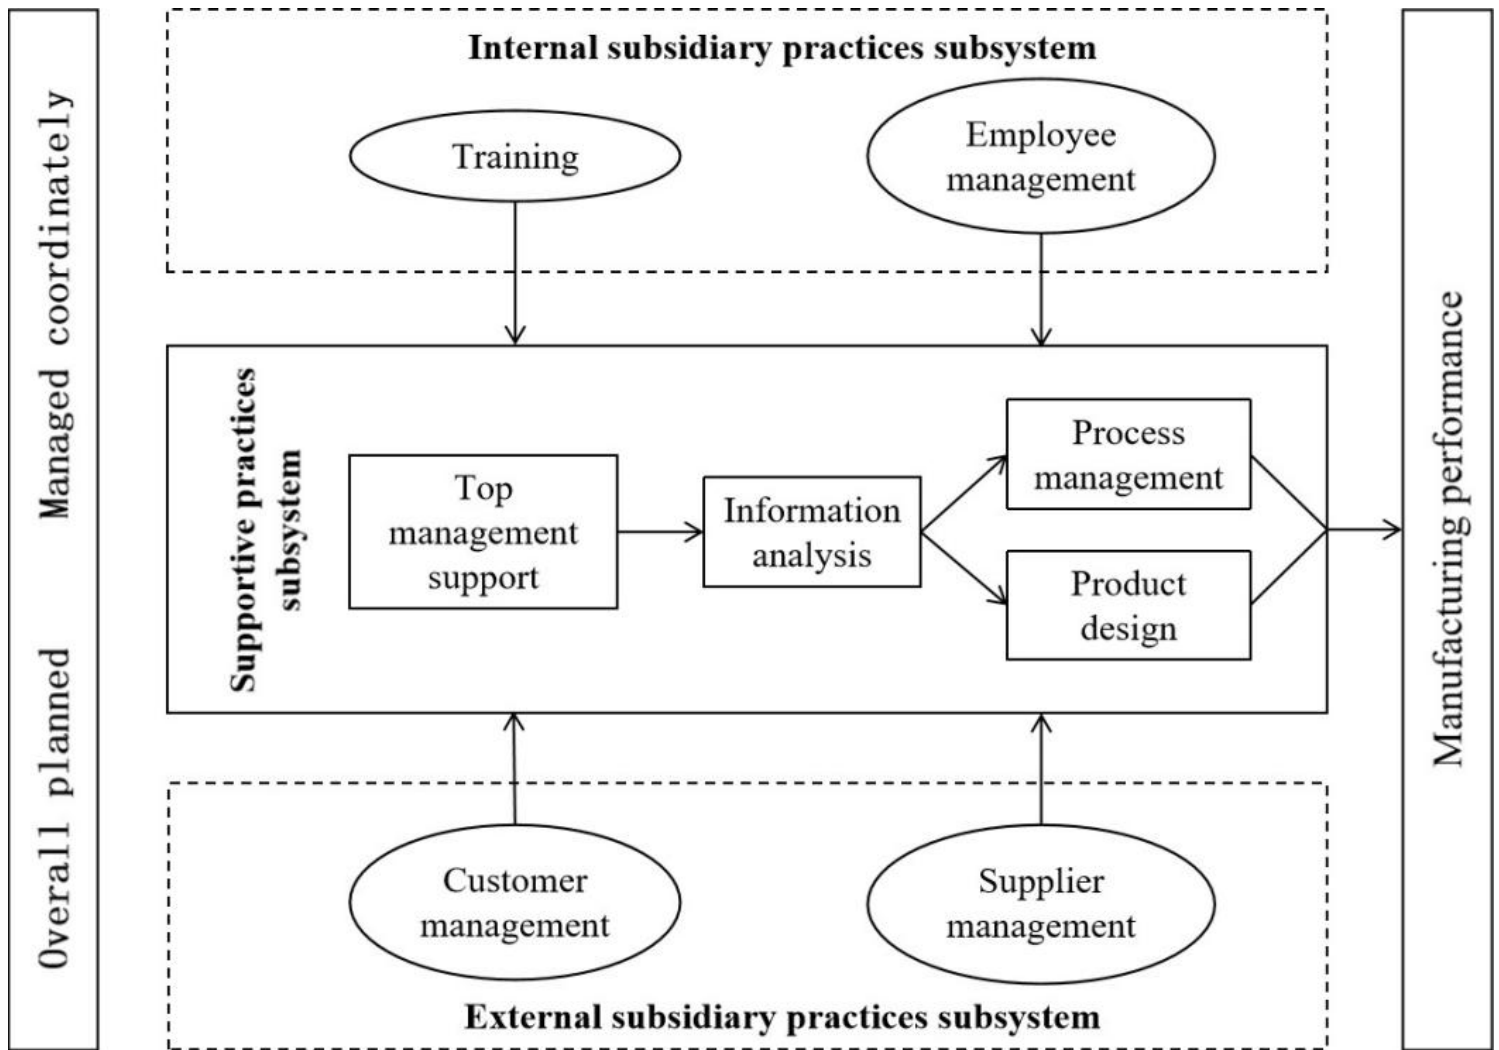 Overall planned Managed coordinately
Internal subsidiary practices subsystem
Training
Employee
management
Supportive practices
subsystem
Top
management
support
Information
analysis
Process
management
Product
design
Customer
management
Supplier
management
External subsidiary practices subsystem
Manufacturing performance